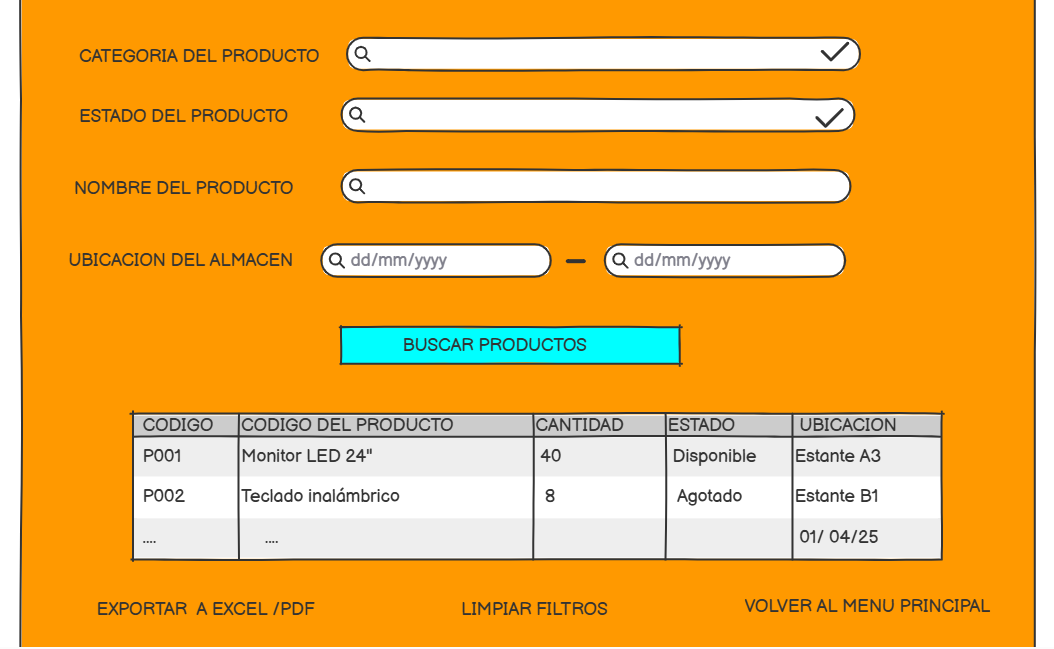 CATEGORIA DEL PRODUCTO
ESTADO DEL PRODUCTO
NOMBRE DEL PRODUCTO
UBICACION DEL ALMACEN dd/mm/yyyy – dd/mm/yyyy
BUSCAR PRODUCTOS
CODIGO CODIGO DEL PRODUCTO CANTIDAD ESTADO UBICACION
P001 Monitor LED 24" 40 Disponible Estante A3
P002 Teclado inalámbrico 8 Agotado Estante B1
.... .... 01/ 04/25
EXPORTAR A EXCEL /PDF LIMPIAR FILTROS VOLVER AL MENU PRINCIPAL